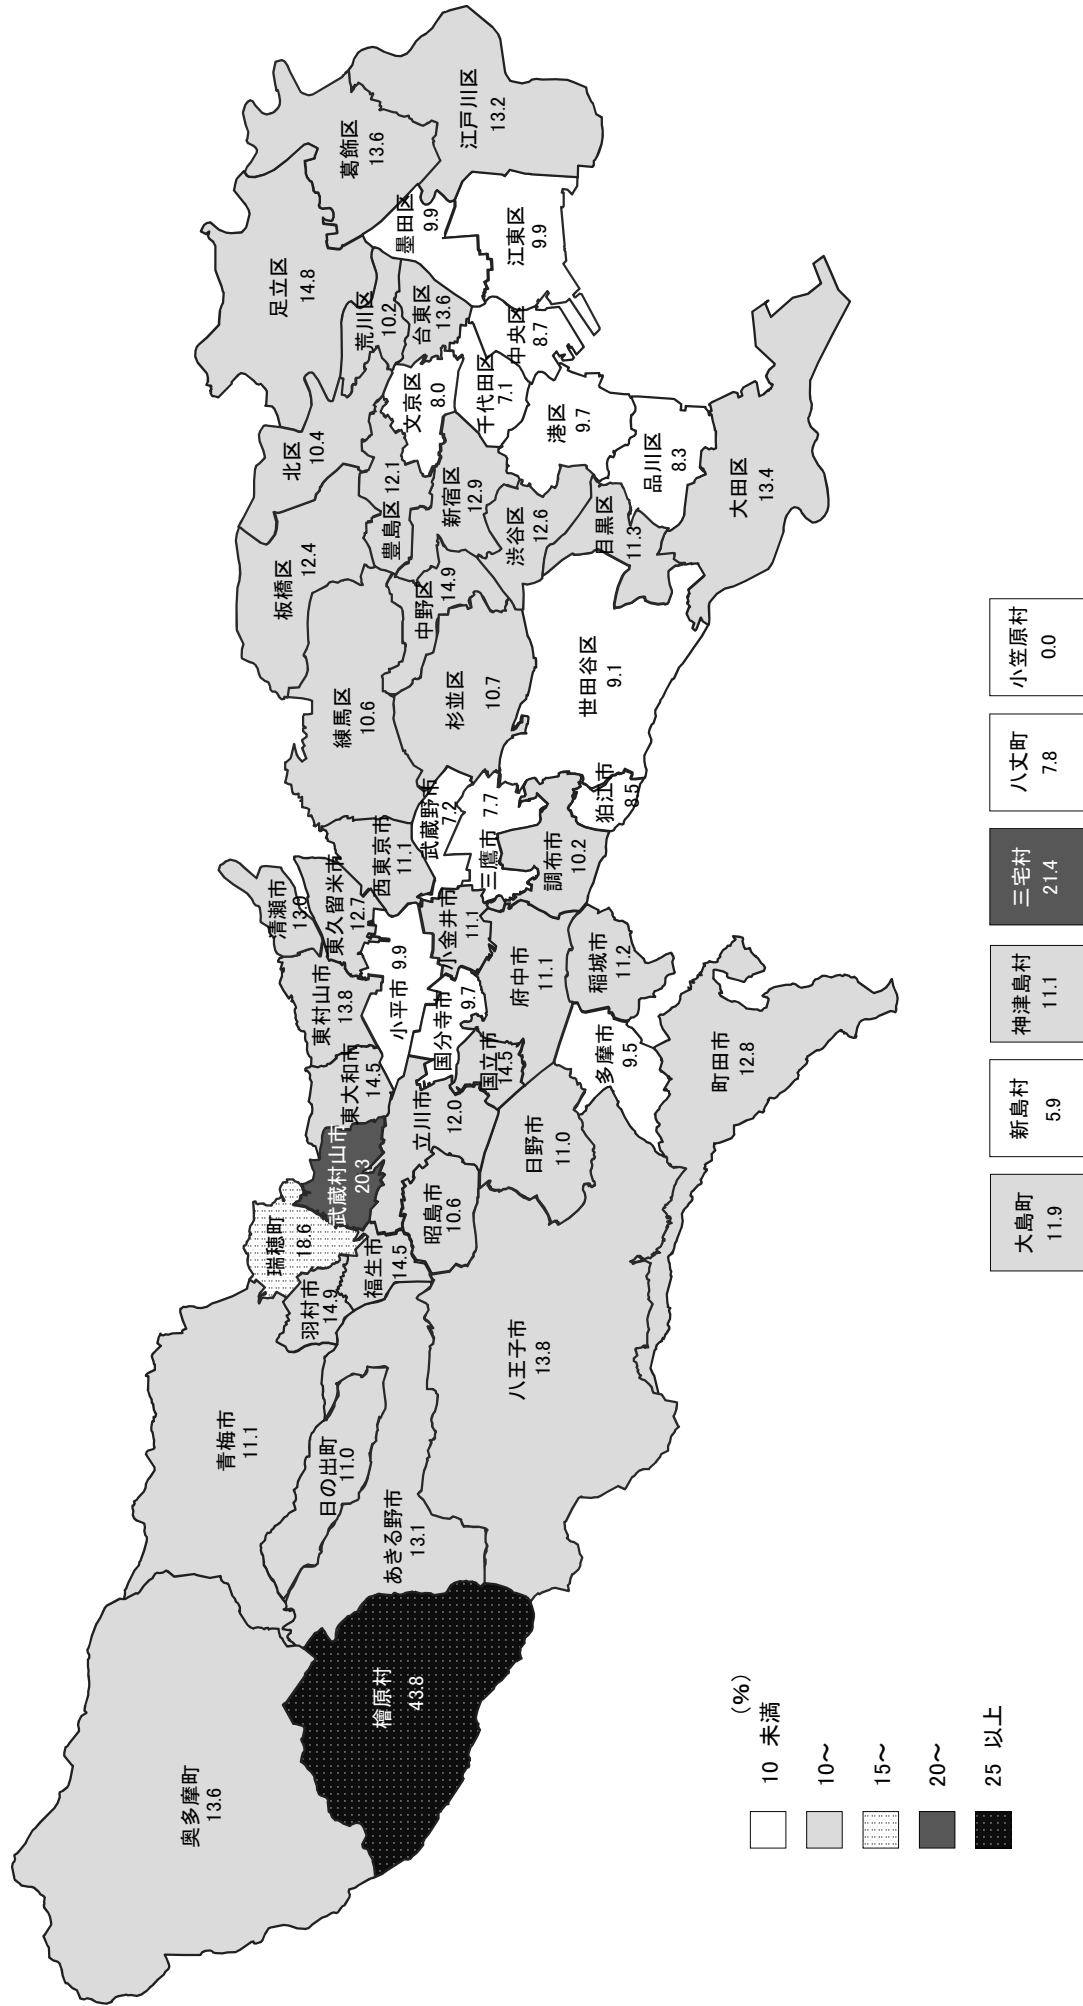 奥多摩町
13.6
檜原村
43.8
青梅市
11.1
日の出町
11.0
あきる野市
13.1
八王子市
13.8
羽村市
14.9
瑞穂町
18.6
福生市
14.5
武蔵村山市
20.3
昭島市
10.6
立川市
12.0
日野市
11.0
東大和市
14.5
東村山市
13.8
清瀬市
13.0
東久留米市
12.7
小平市 9.9
国分寺市
9.7
国立市
14.5
府中市
11.1
多摩市
9.5
稲城市
11.2
町田市
12.8
西東京市
11.1
小金井市
11.1
武蔵野市
7.2
三鷹市 7.7
調布市
10.2
狛江市
8.5
練馬区
10.6
杉並区
10.7
世田谷区
9.1
板橋区
12.4
中野区
14.9
豊島区 12.1
新宿区
12.9
渋谷区
12.6
目黒区
11.3
北区
10.4
文京区
8.0
千代田区
7.1
港区
9.7
品川区
8.3
大田区
13.4
足立区
14.8
荒川区
10.2
台東区
13.6
中央区
8.7
葛飾区
13.6
墨田区
9.9
江東区
9.9
江戸川区
13.2
(%)
10 未満
10～
15～
20～
25 以上
大島町
11.9
新島村
5.9
神津島村
11.1
三宅村
21.4
八丈町
7.8
小笠原村
0.0